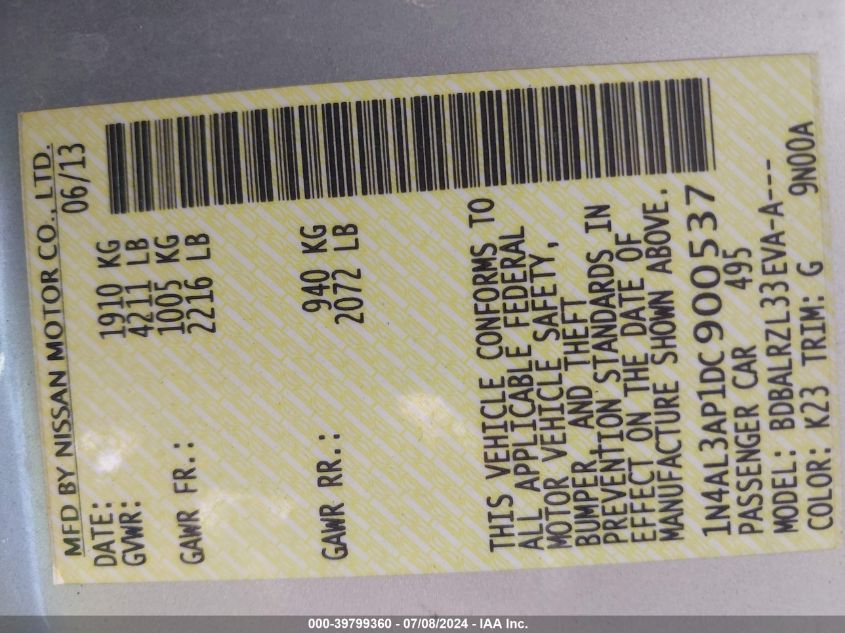 MFD BY NISSAN MOTOR CO., LTD.
DATE: 06/13
GVWR: 1910 KG
4211 LB
GAWR FR.: 1005 KG
2216 LB
GAWR RR.: 940 KG
2072 LB
THIS VEHICLE CONFORMS TO
ALL APPLICABLE FEDERAL
MOTOR VEHICLE SAFETY,
BUMPER AND THEFT
PREVENTION STANDARDS IN
EFFECT ON THE DATE OF
MANUFACTURE SHOWN ABOVE.
1N4AL3AP1DC900537
PASSENGER CAR 495
MODEL: BDBALRZL33EVA-A---
COLOR: K23 TRIM: G 9N00A
000-39799360 - 07/08/2024 - IAA Inc.